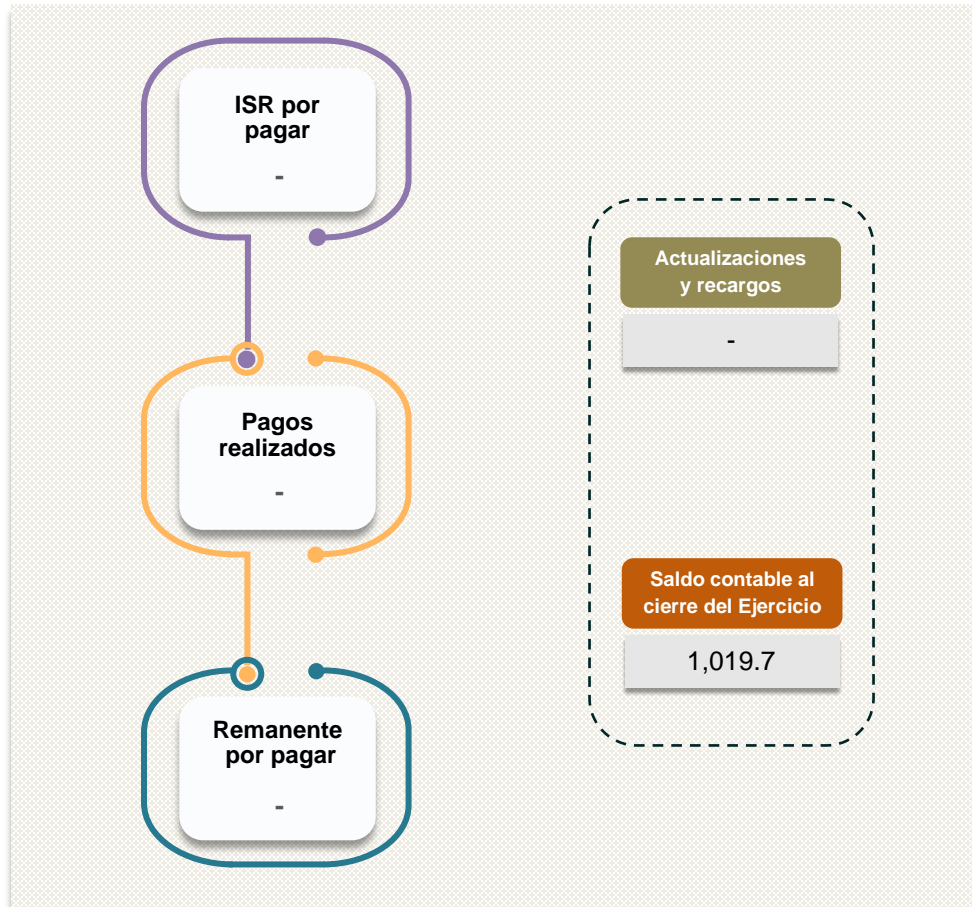 ISR por
pagar
-
Pagos
realizados
-
Remanente
por pagar
-
Actualizaciones
y recargos
-
Saldo contable al
cierre del Ejercicio
1,019.7